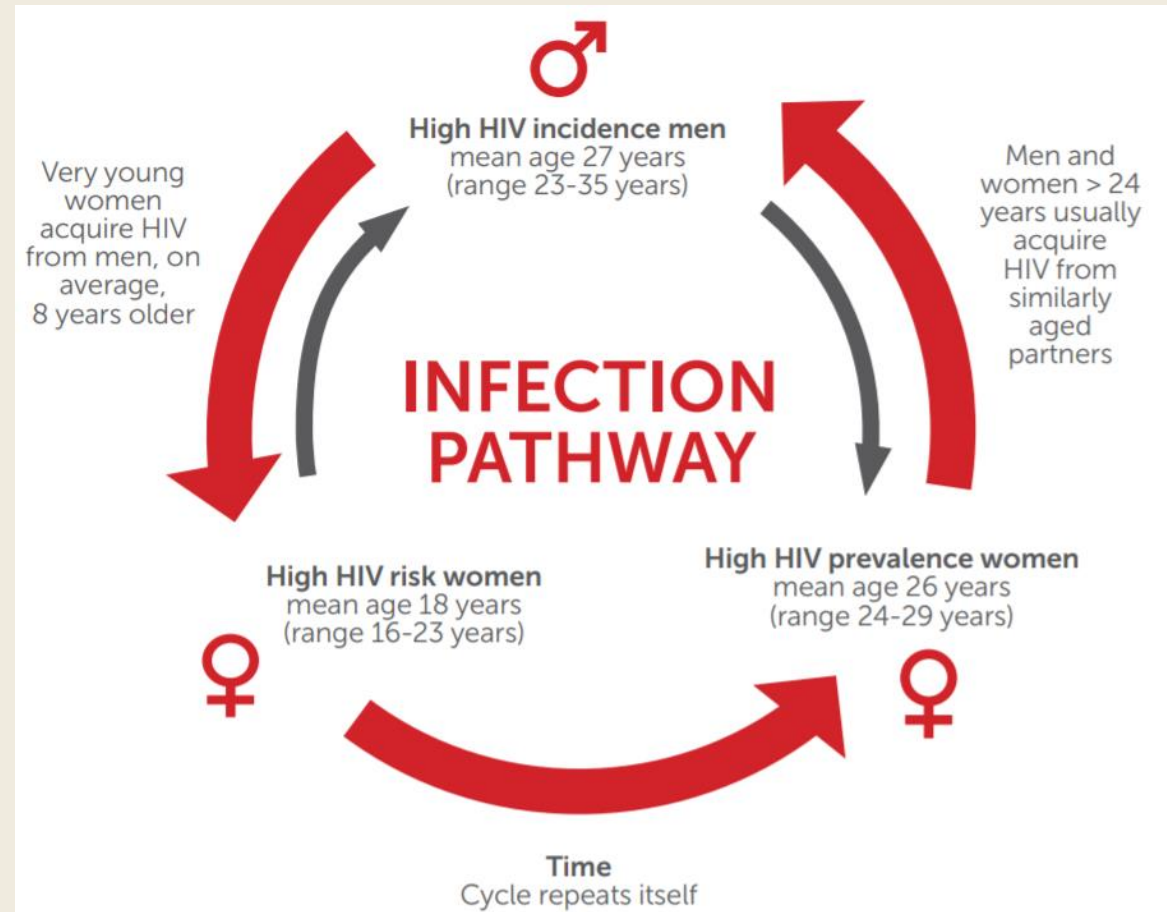 High HIV incidence men
mean age 27 years
(range 23-35 years)
Very young
women
acquire HIV
from men, on
average,
8 years older
Men and
women > 24
years usually
acquire
HIV from
similarly
aged
partners
INFECTION
PATHWAY
High HIV risk women
mean age 18 years
(range 16-23 years)
High HIV prevalence women
mean age 26 years
(range 24-29 years)
Time
Cycle repeats itself